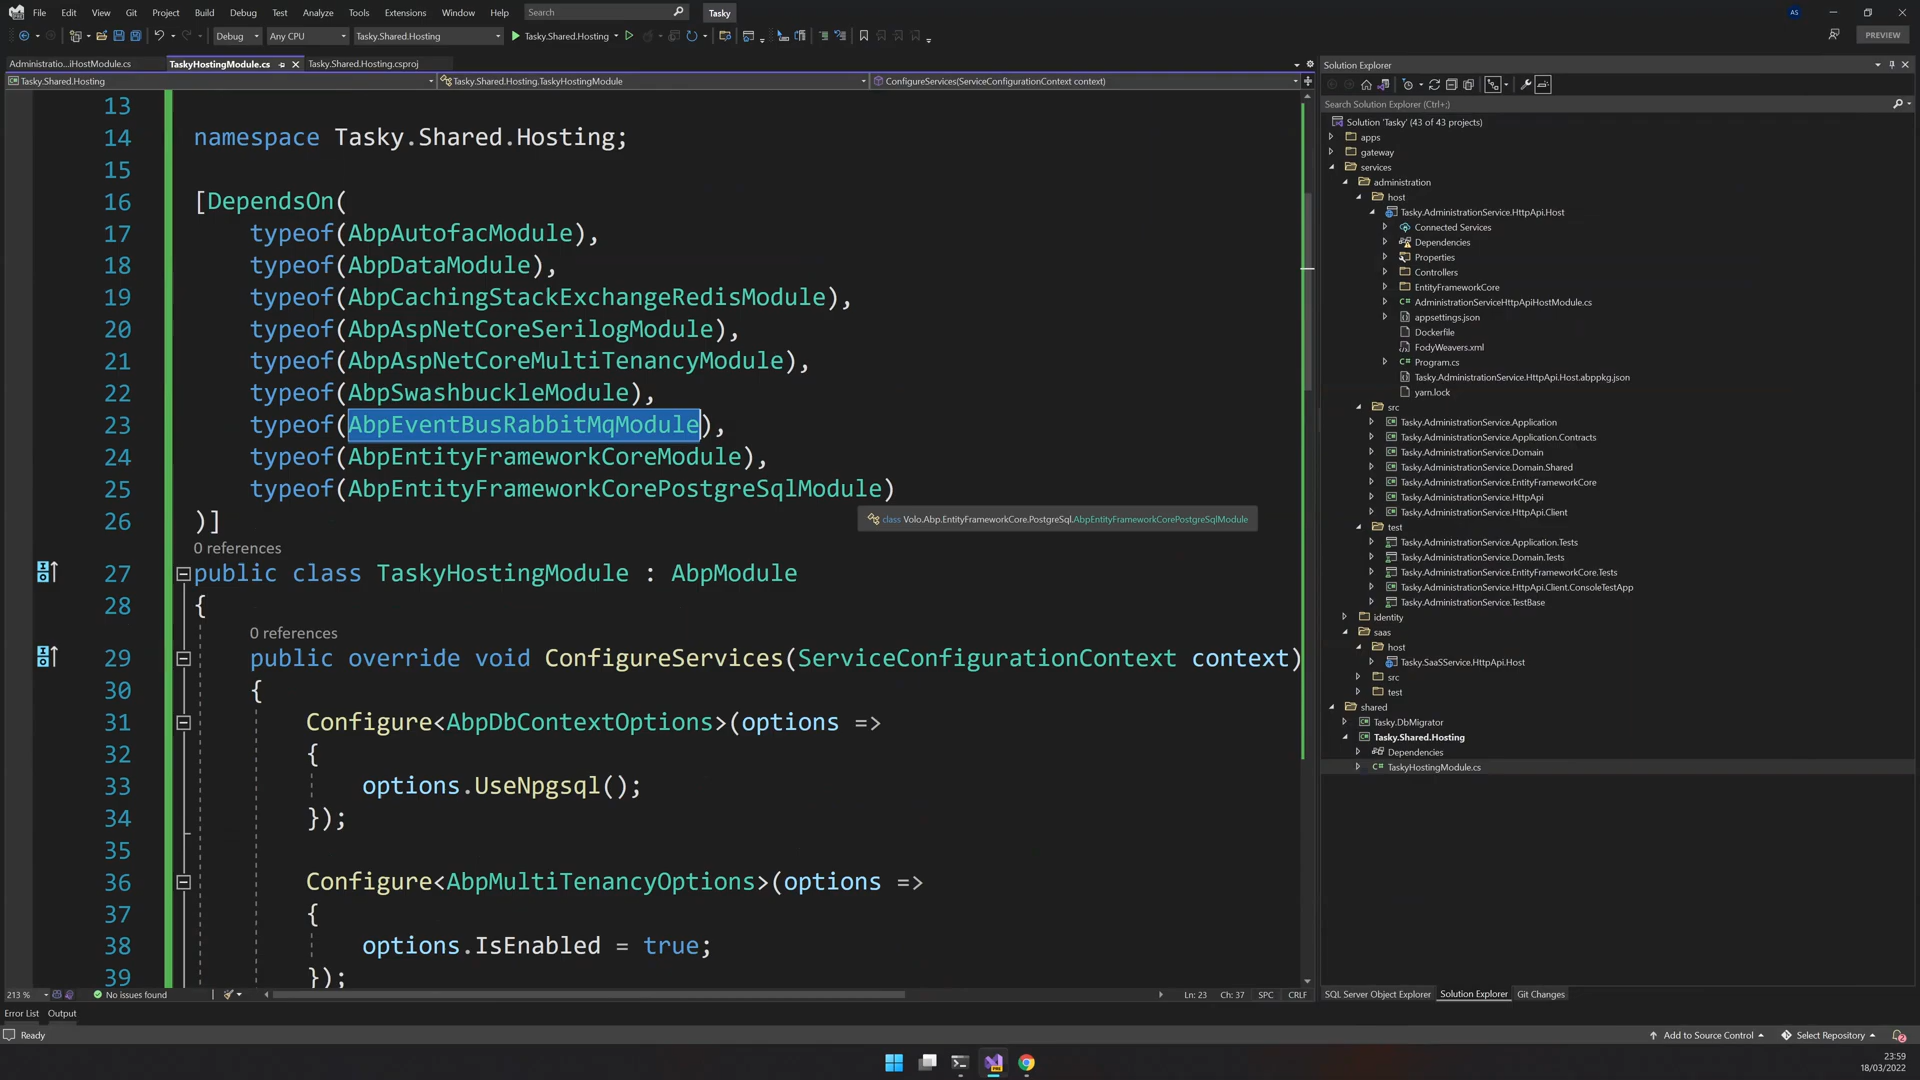 File Edit View Git Project Build Debug Test Analyze Tools Extensions Window Help Search Tasky AS
Debug Any CPU Tasky.Shared.Hosting Tasky.Shared.Hosting PREVIEW
Administratio...iHostModule.cs TaskyHostingModule.cs Tasky.Shared.Hosting.csproj
Tasky.Shared.Hosting Tasky.Shared.Hosting.TaskyHostingModule ConfigureServices(ServiceConfigurationContext context)
13
14 namespace Tasky.Shared.Hosting;
15
16 [DependsOn(
17 typeof(AbpAutofacModule),
18 typeof(AbpDataModule),
19 typeof(AbpCachingStackExchangeRedisModule),
20 typeof(AbpAspNetCoreSerilogModule),
21 typeof(AbpAspNetCoreMultiTenancyModule),
22 typeof(AbpSwashbuckleModule),
23 typeof(AbpEventBusRabbitMqModule),
24 typeof(AbpEntityFrameworkCoreModule),
25 typeof(AbpEntityFrameworkCorePostgreSqlModule)
26 )]
class Volo.Abp.EntityFrameworkCore.PostgreSql.AbpEntityFrameworkCorePostgreSqlModule
0 references
27 public class TaskyHostingModule : AbpModule
28 {
0 references
29 public override void ConfigureServices(ServiceConfigurationContext context)
30 {
31 Configure<AbpDbContextOptions>(options =>
32 {
33 options.UseNpgsql();
34 });
35
36 Configure<AbpMultiTenancyOptions>(options =>
37 {
38 options.IsEnabled = true;
39 });
213 % No issues found Ln: 23 Ch: 37 SPC CRLF
Error List Output
Ready
Solution Explorer
Search Solution Explorer (Ctrl+;)
Solution 'Tasky' (43 of 43 projects)
apps
gateway
services
administration
host
Tasky.AdministrationService.HttpApi.Host
Connected Services
Dependencies
Properties
Controllers
EntityFrameworkCore
C# AdministrationServiceHttpApiHostModule.cs
appsettings.json
Dockerfile
FodyWeavers.xml
C# Program.cs
Tasky.AdministrationService.HttpApi.Host.abppkg.json
yarn.lock
src
Tasky.AdministrationService.Application
Tasky.AdministrationService.Application.Contracts
Tasky.AdministrationService.Domain
Tasky.AdministrationService.Domain.Shared
Tasky.AdministrationService.EntityFrameworkCore
Tasky.AdministrationService.HttpApi
Tasky.AdministrationService.HttpApi.Client
test
Tasky.AdministrationService.Application.Tests
Tasky.AdministrationService.Domain.Tests
Tasky.AdministrationService.EntityFrameworkCore.Tests
Tasky.AdministrationService.HttpApi.Client.ConsoleTestApp
Tasky.AdministrationService.TestBase
identity
saas
host
Tasky.SaaSService.HttpApi.Host
src
test
shared
Tasky.DbMigrator
Tasky.Shared.Hosting
Dependencies
C# TaskyHostingModule.cs
SQL Server Object Explorer Solution Explorer Git Changes
Add to Source Control Select Repository
23:59
18/03/2022